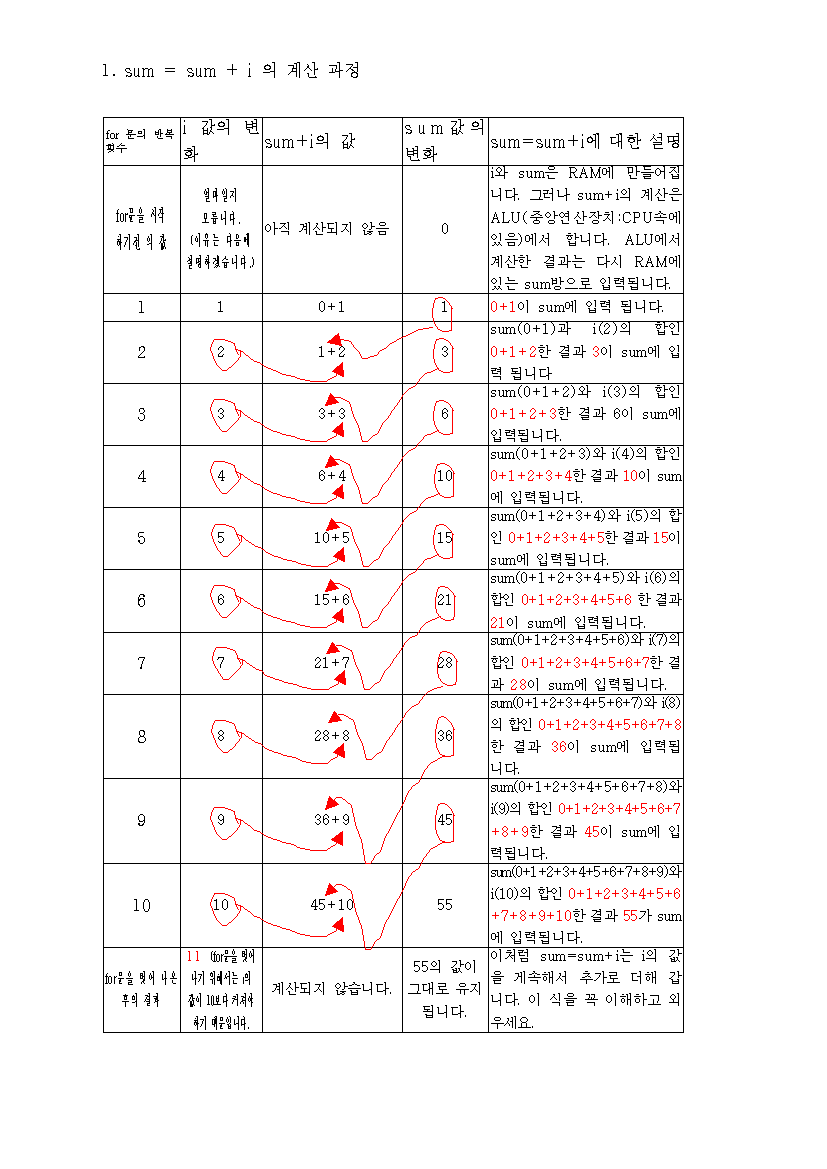 1. sum = sum + i 의 계산 과정
for 문의 반복
횟수
i 값의 변
화
sum+i의 값
sum값의
변화
sum=sum+i에 대한 설명
for문을 시작
하기전 의 값
얼마일지
모릅니다.
(이유는 다음에
설명하겠습니다.)
아직 계산되지 않음
0
i와 sum은 RAM에 만들어집
니다. 그러나 sum+i의 계산은
ALU(중앙연산장치:CPU속에
있음)에서 합니다. ALU에서
계산한 결과는 다시 RAM에
있는 sum방으로 입력됩니다.
1
1
0+1
1
0+1이 sum에 입력 됩니다.
2
2
1+2
3
sum(0+1)과 i(2)의 합인
0+1+2한 결과 3이 sum에 입
력 됩니다
3
3
3+3
6
sum(0+1+2)와 i(3)의 합인
0+1+2+3한 결과 6이 sum에
입력됩니다.
4
4
6+4
10
sum(0+1+2+3)와 i(4)의 합인
0+1+2+3+4한 결과 10이 sum
에 입력됩니다.
5
5
10+5
15
sum(0+1+2+3+4)와 i(5)의 합
인 0+1+2+3+4+5한 결과 15이
sum에 입력됩니다.
6
6
15+6
21
sum(0+1+2+3+4+5)와 i(6)의
합인 0+1+2+3+4+5+6 한 결과
21이 sum에 입력됩니다.
7
7
21+7
28
sum(0+1+2+3+4+5+6)와 i(7)의
합인 0+1+2+3+4+5+6+7한 결
과 28이 sum에 입력됩니다.
8
8
28+8
36
sum(0+1+2+3+4+5+6+7)와 i(8)
의 합인 0+1+2+3+4+5+6+7+8
한 결과 36이 sum에 입력됩
니다.
9
9
36+9
45
sum(0+1+2+3+4+5+6+7+8)와
i(9)의 합인 0+1+2+3+4+5+6+7
+8+9한 결과 45이 sum에 입
력됩니다.
10
10
45+10
55
sum(0+1+2+3+4+5+6+7+8+9)와
i(10)의 합인 0+1+2+3+4+5+6
+7+8+9+10한 결과 55가 sum
에 입력됩니다.
for문을 벗어 나온
후의 결과
11 (for문을 벗어
나기 위해서는 i의
값이 10보다 커져야
하기 때문입니다.
계산되지 않습니다.
55의 값이
그대로 유지
됩니다.
이처럼 sum=sum+i는 i의 값
을 게속해서 추가로 더해 갑
니다. 이 식을 꼭 이해하고 외
우세요.